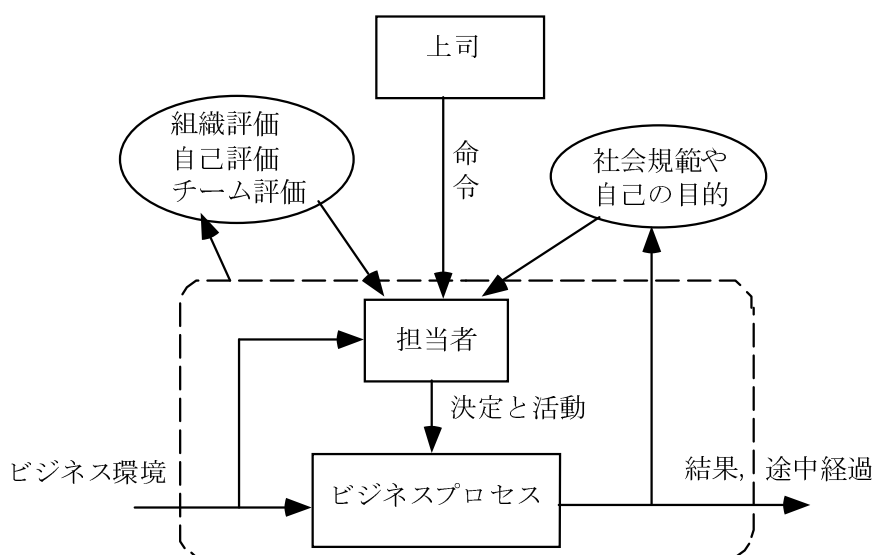 上司
組織評価
自己評価
チーム評価
命
令
社会規範や
自己の目的
担当者
決定と活動
ビジネス環境
結果，途中経過
ビジネスプロセス